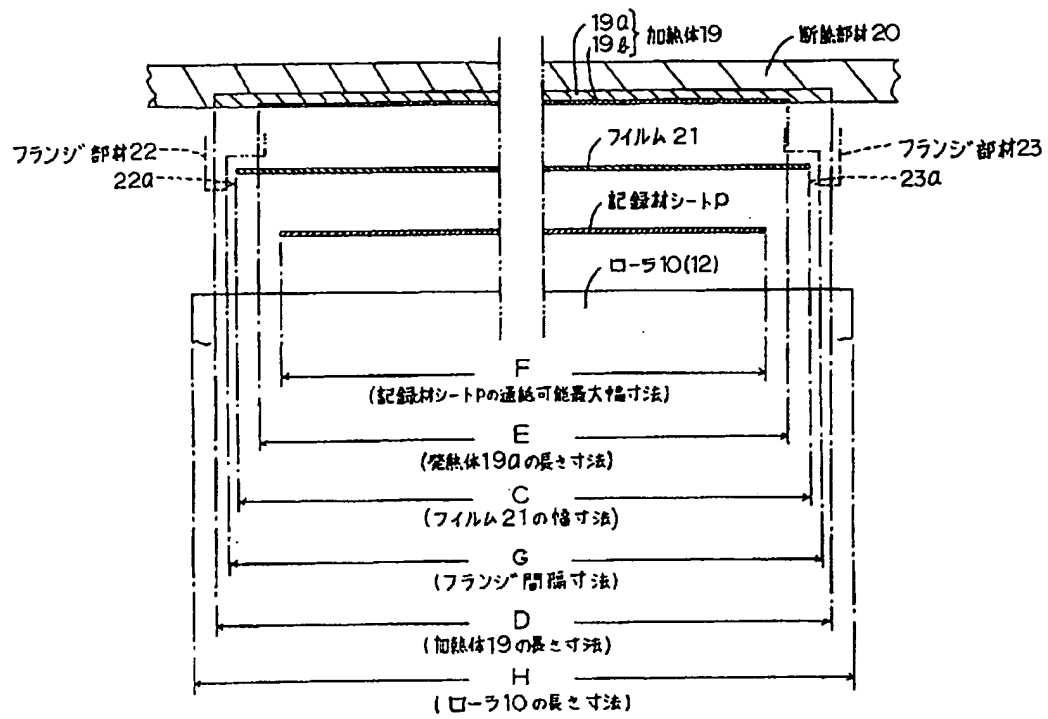 19a
19b
加熱体19
断熱部材20
フランジ部材22
22a
フイルム21
フランジ部材23
23a
記録材シートP
ローラ10(12)
F
(記録材シートPの通紙可能最大幅寸法)
E
(発熱体19aの長さ寸法)
C
(フイルム21の幅寸法)
G
(フランジ間隔寸法)
D
(加熱体19の長さ寸法)
H
(ローラ10の長さ寸法)